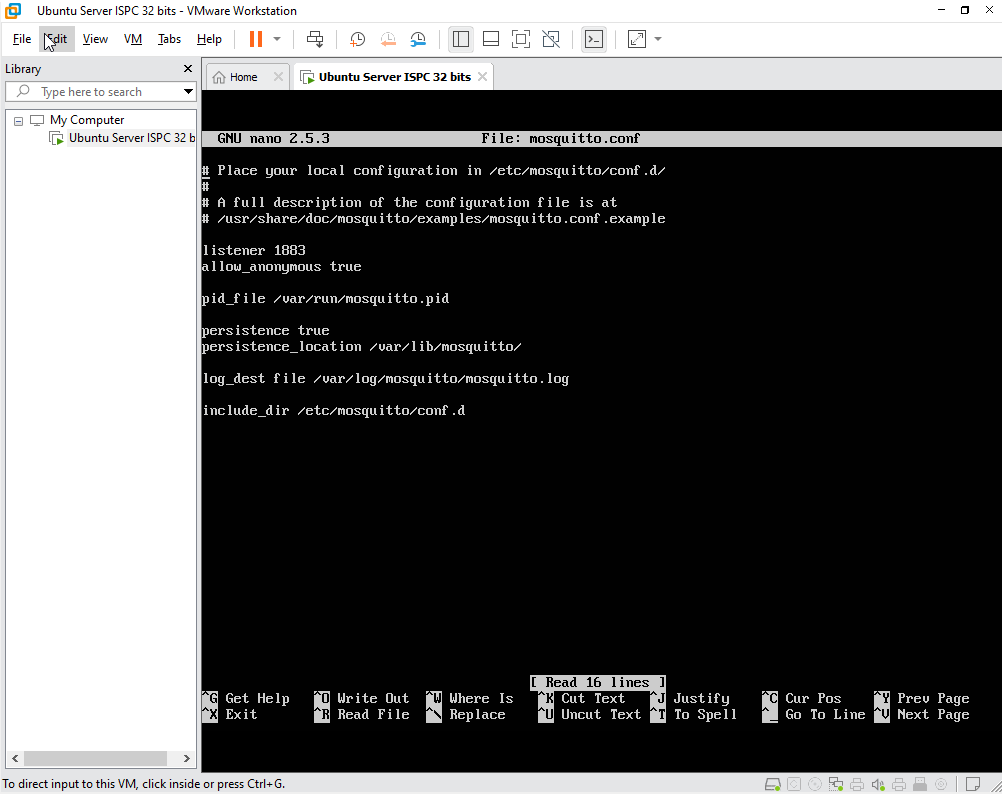 Ubuntu Server ISPC 32 bits - VMware Workstation
File Edit View VM Tabs Help
Library
Type here to search
My Computer
Ubuntu Server ISPC 32 b
Home
Ubuntu Server ISPC 32 bits
GNU nano 2.5.3 File: mosquitto.conf
# Place your local configuration in /etc/mosquitto/conf.d/
#
# A full description of the configuration file is at
# /usr/share/doc/mosquitto/examples/mosquitto.conf.example
listener 1883
allow_anonymous true
pid_file /var/run/mosquitto.pid
persistence true
persistence_location /var/lib/mosquitto/
log_dest file /var/log/mosquitto/mosquitto.log
include_dir /etc/mosquitto/conf.d
[ Read 16 lines ]
^G Get Help ^O Write Out ^W Where Is ^K Cut Text ^J Justify ^C Cur Pos ^Y Prev Page
^X Exit ^R Read File ^\ Replace ^U Uncut Text ^T To Spell ^_ Go To Line ^V Next Page
To direct input to this VM, click inside or press Ctrl+G.